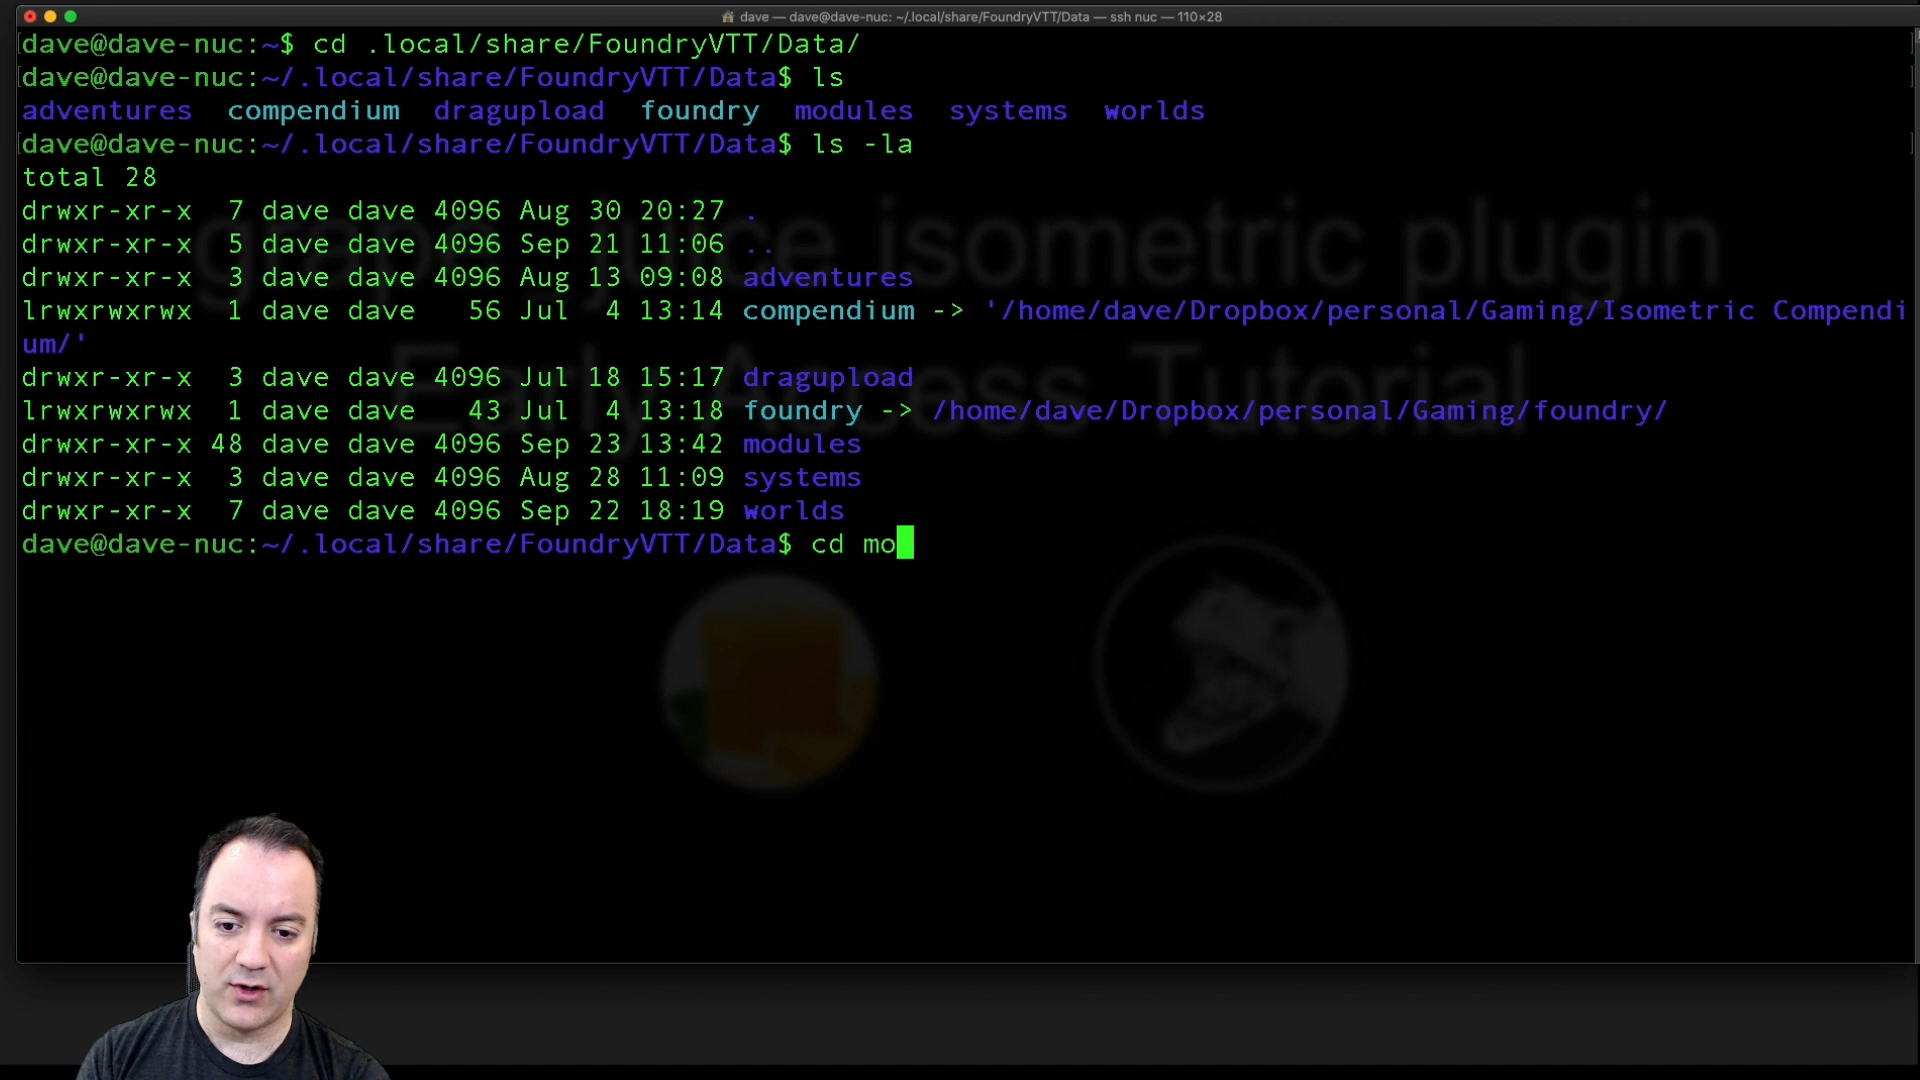 dave — dave@dave-nuc: ~/.local/share/FoundryVTT/Data — ssh nuc — 110×28
dave@dave-nuc:~$ cd .local/share/FoundryVTT/Data/
dave@dave-nuc:~/.local/share/FoundryVTT/Data$ ls
adventures  compendium  dragupload  foundry  modules  systems  worlds
dave@dave-nuc:~/.local/share/FoundryVTT/Data$ ls -la
total 28
drwxr-xr-x  7 dave dave 4096 Aug 30 20:27 .
drwxr-xr-x  5 dave dave 4096 Sep 21 11:06 ..
drwxr-xr-x  3 dave dave 4096 Aug 13 09:08 adventures
lrwxrwxrwx  1 dave dave   56 Jul  4 13:14 compendium -> '/home/dave/Dropbox/personal/Gaming/Isometric Compendi
um/'
drwxr-xr-x  3 dave dave 4096 Jul 18 15:17 dragupload
lrwxrwxrwx  1 dave dave   43 Jul  4 13:18 foundry -> /home/dave/Dropbox/personal/Gaming/foundry/
drwxr-xr-x 48 dave dave 4096 Sep 23 13:42 modules
drwxr-xr-x  3 dave dave 4096 Aug 28 11:09 systems
drwxr-xr-x  7 dave dave 4096 Sep 22 18:19 worlds
dave@dave-nuc:~/.local/share/FoundryVTT/Data$ cd mo
isometric plugin
Early Access Tutorial